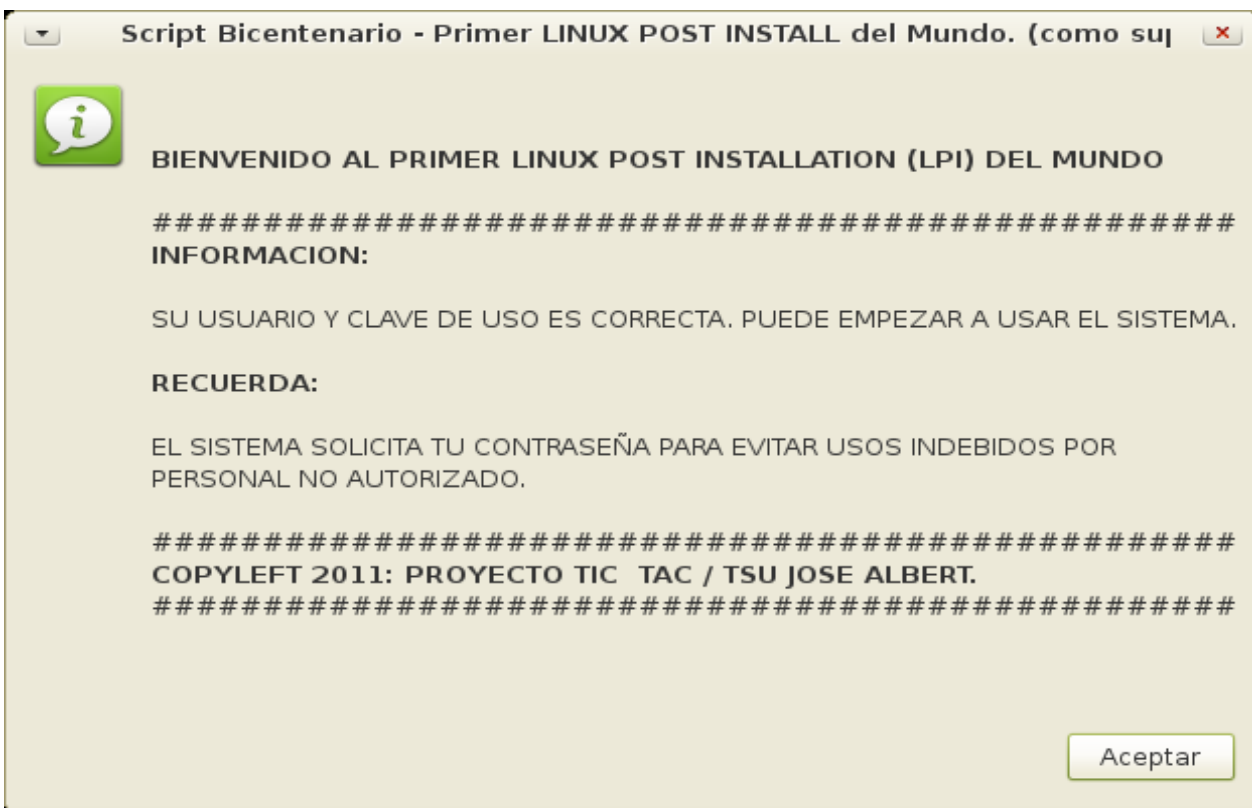 Script Bicentenario - Primer LINUX POST INSTALL del Mundo. (como
BIENVENIDO AL PRIMER LINUX POST INSTALLATION (LPI) DEL MUNDO
################################################
INFORMACION:
SU USUARIO Y CLAVE DE USO ES CORRECTA. PUEDE EMPEZAR A USAR EL SISTEMA.
RECUERDA:
EL SISTEMA SOLICITA TU CONTRASEÑA PARA EVITAR USOS INDEBIDOS POR
PERSONAL NO AUTORIZADO.
################################################
COPYLEFT 2011: PROYECTO TIC  TAC / TSU JOSE ALBERT.
################################################
Aceptar